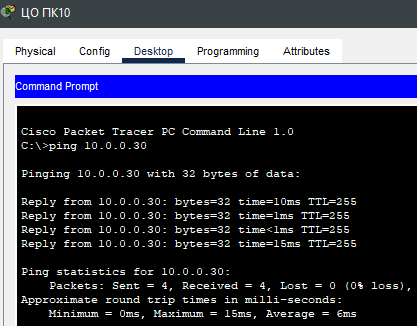 ЦО ПК10
Physical Config Desktop Programming Attributes
Command Prompt
Cisco Packet Tracer PC Command Line 1.0
C:\>ping 10.0.0.30
Pinging 10.0.0.30 with 32 bytes of data:
Reply from 10.0.0.30: bytes=32 time=10ms TTL=255
Reply from 10.0.0.30: bytes=32 time=1ms TTL=255
Reply from 10.0.0.30: bytes=32 time<1ms TTL=255
Reply from 10.0.0.30: bytes=32 time=15ms TTL=255
Ping statistics for 10.0.0.30:
Packets: Sent = 4, Received = 4, Lost = 0 (0% loss),
Approximate round trip times in milli-seconds:
Minimum = 0ms, Maximum = 15ms, Average = 6ms